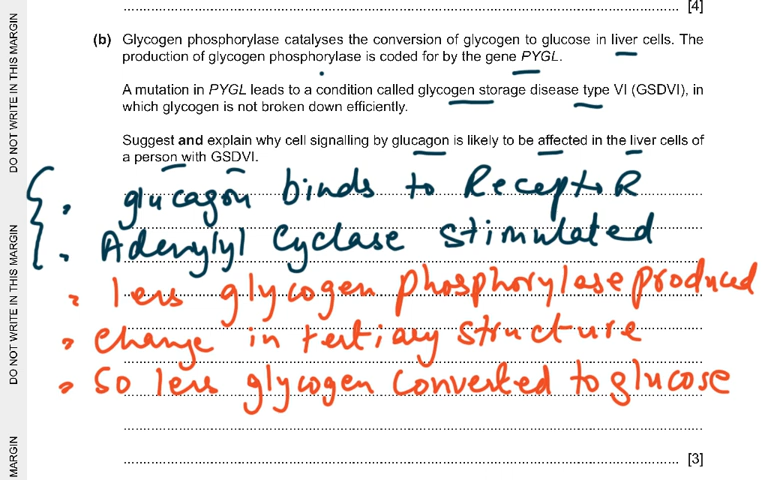 [4]
DO NOT WRITE IN THIS MARGIN
(b) Glycogen phosphorylase catalyses the conversion of glycogen to glucose in liver cells. The
production of glycogen phosphorylase is coded for by the gene PYGL.
A mutation in PYGL leads to a condition called glycogen storage disease type VI (GSDVI), in
which glycogen is not broken down efficiently.
Suggest and explain why cell signalling by glucagon is likely to be affected in the liver cells of
a person with GSDVI.
glucagon binds to Receptor
Adenylyl Cyclase stimulated
DO NOT WRITE IN THIS MARGIN
less glycogen phosphorylase produced
change in tertiary structure
So less glycogen converted to glucose
MARGIN
[3]